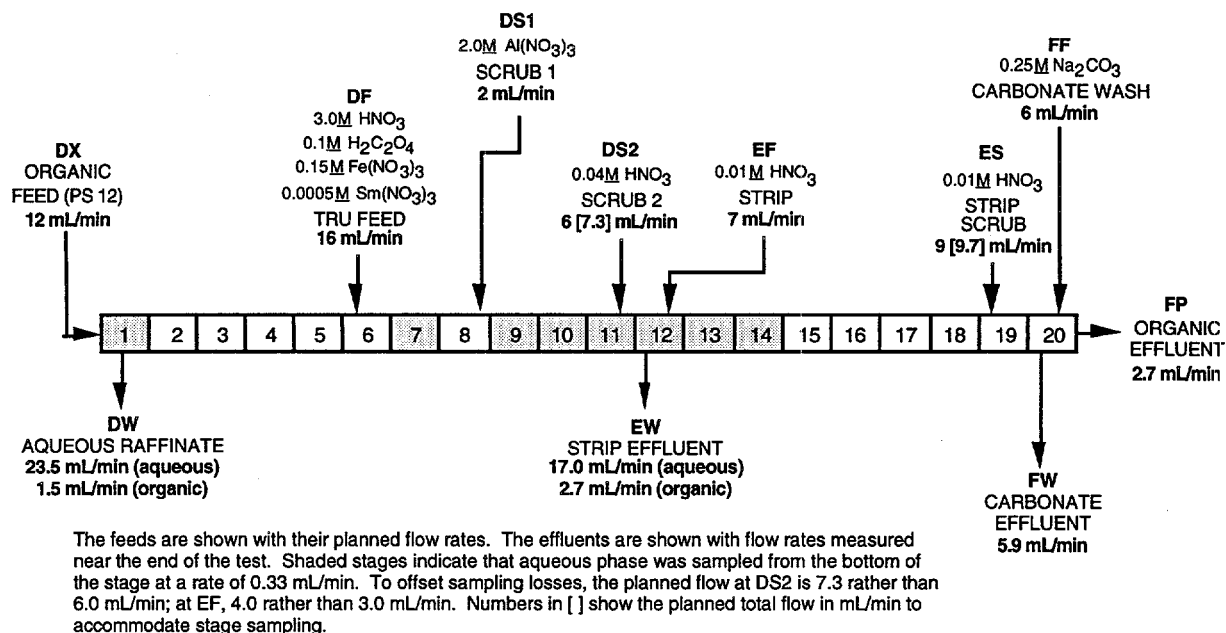 DS1
2.0M Al(NO3)3
SCRUB 1
2 mL/min
FF
0.25M Na2CO3
CARBONATE WASH
6 mL/min
DF
3.0M HNO3
0.1M H2C2O4
0.15M Fe(NO3)3
0.0005M Sm(NO3)3
TRU FEED
16 mL/min
DX
ORGANIC
FEED (PS 12)
12 mL/min
DS2
0.04M HNO3
SCRUB 2
6 [7.3] mL/min
EF
0.01M HNO3
STRIP
7 mL/min
ES
0.01M HNO3
STRIP
SCRUB
9 [9.7] mL/min
1 2 3 4 5 6 7 8 9 10 11 12 13 14 15 16 17 18 19 20
FP
ORGANIC
EFFLUENT
2.7 mL/min
DW
AQUEOUS RAFFINATE
23.5 mL/min (aqueous)
1.5 mL/min (organic)
EW
STRIP EFFLUENT
17.0 mL/min (aqueous)
2.7 mL/min (organic)
FW
CARBONATE
EFFLUENT
5.9 mL/min
The feeds are shown with their planned flow rates. The effluents are shown with flow rates measured
near the end of the test. Shaded stages indicate that aqueous phase was sampled from the bottom
of the stage at a rate of 0.33 mL/min. To offset sampling losses, the planned flow at DS2 is 7.3 rather than
6.0 mL/min; at EF, 4.0 rather than 3.0 mL/min. Numbers in [ ] show the planned total flow in mL/min to
accommodate stage sampling.